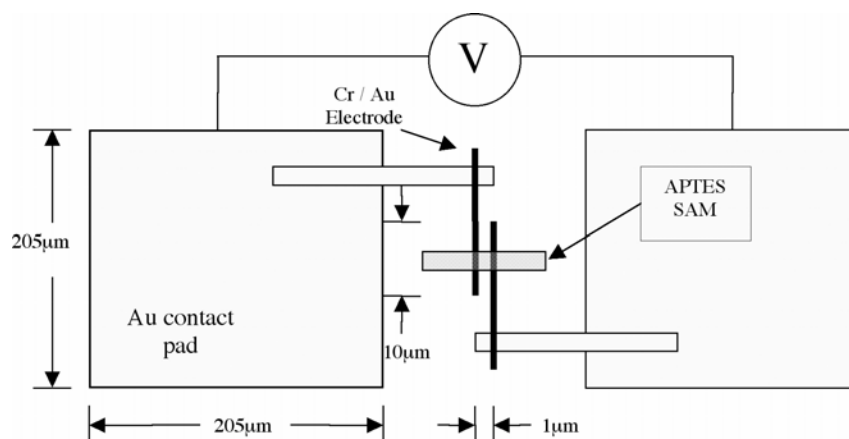 V
Cr / Au
Electrode
APTES
SAM
205μm
Au contact
pad
10μm
205μm
1μm